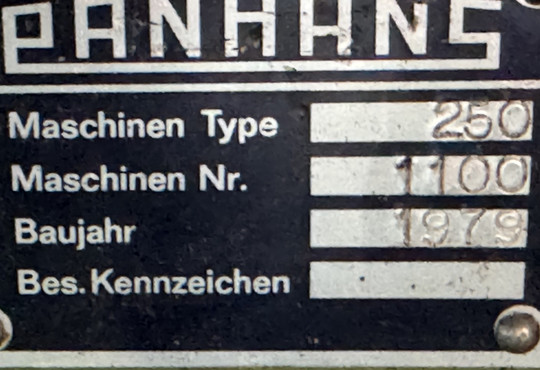 PANHANS
Maschinen Type 250
Maschinen Nr. 1100
Baujahr 1979
Bes. Kennzeichen